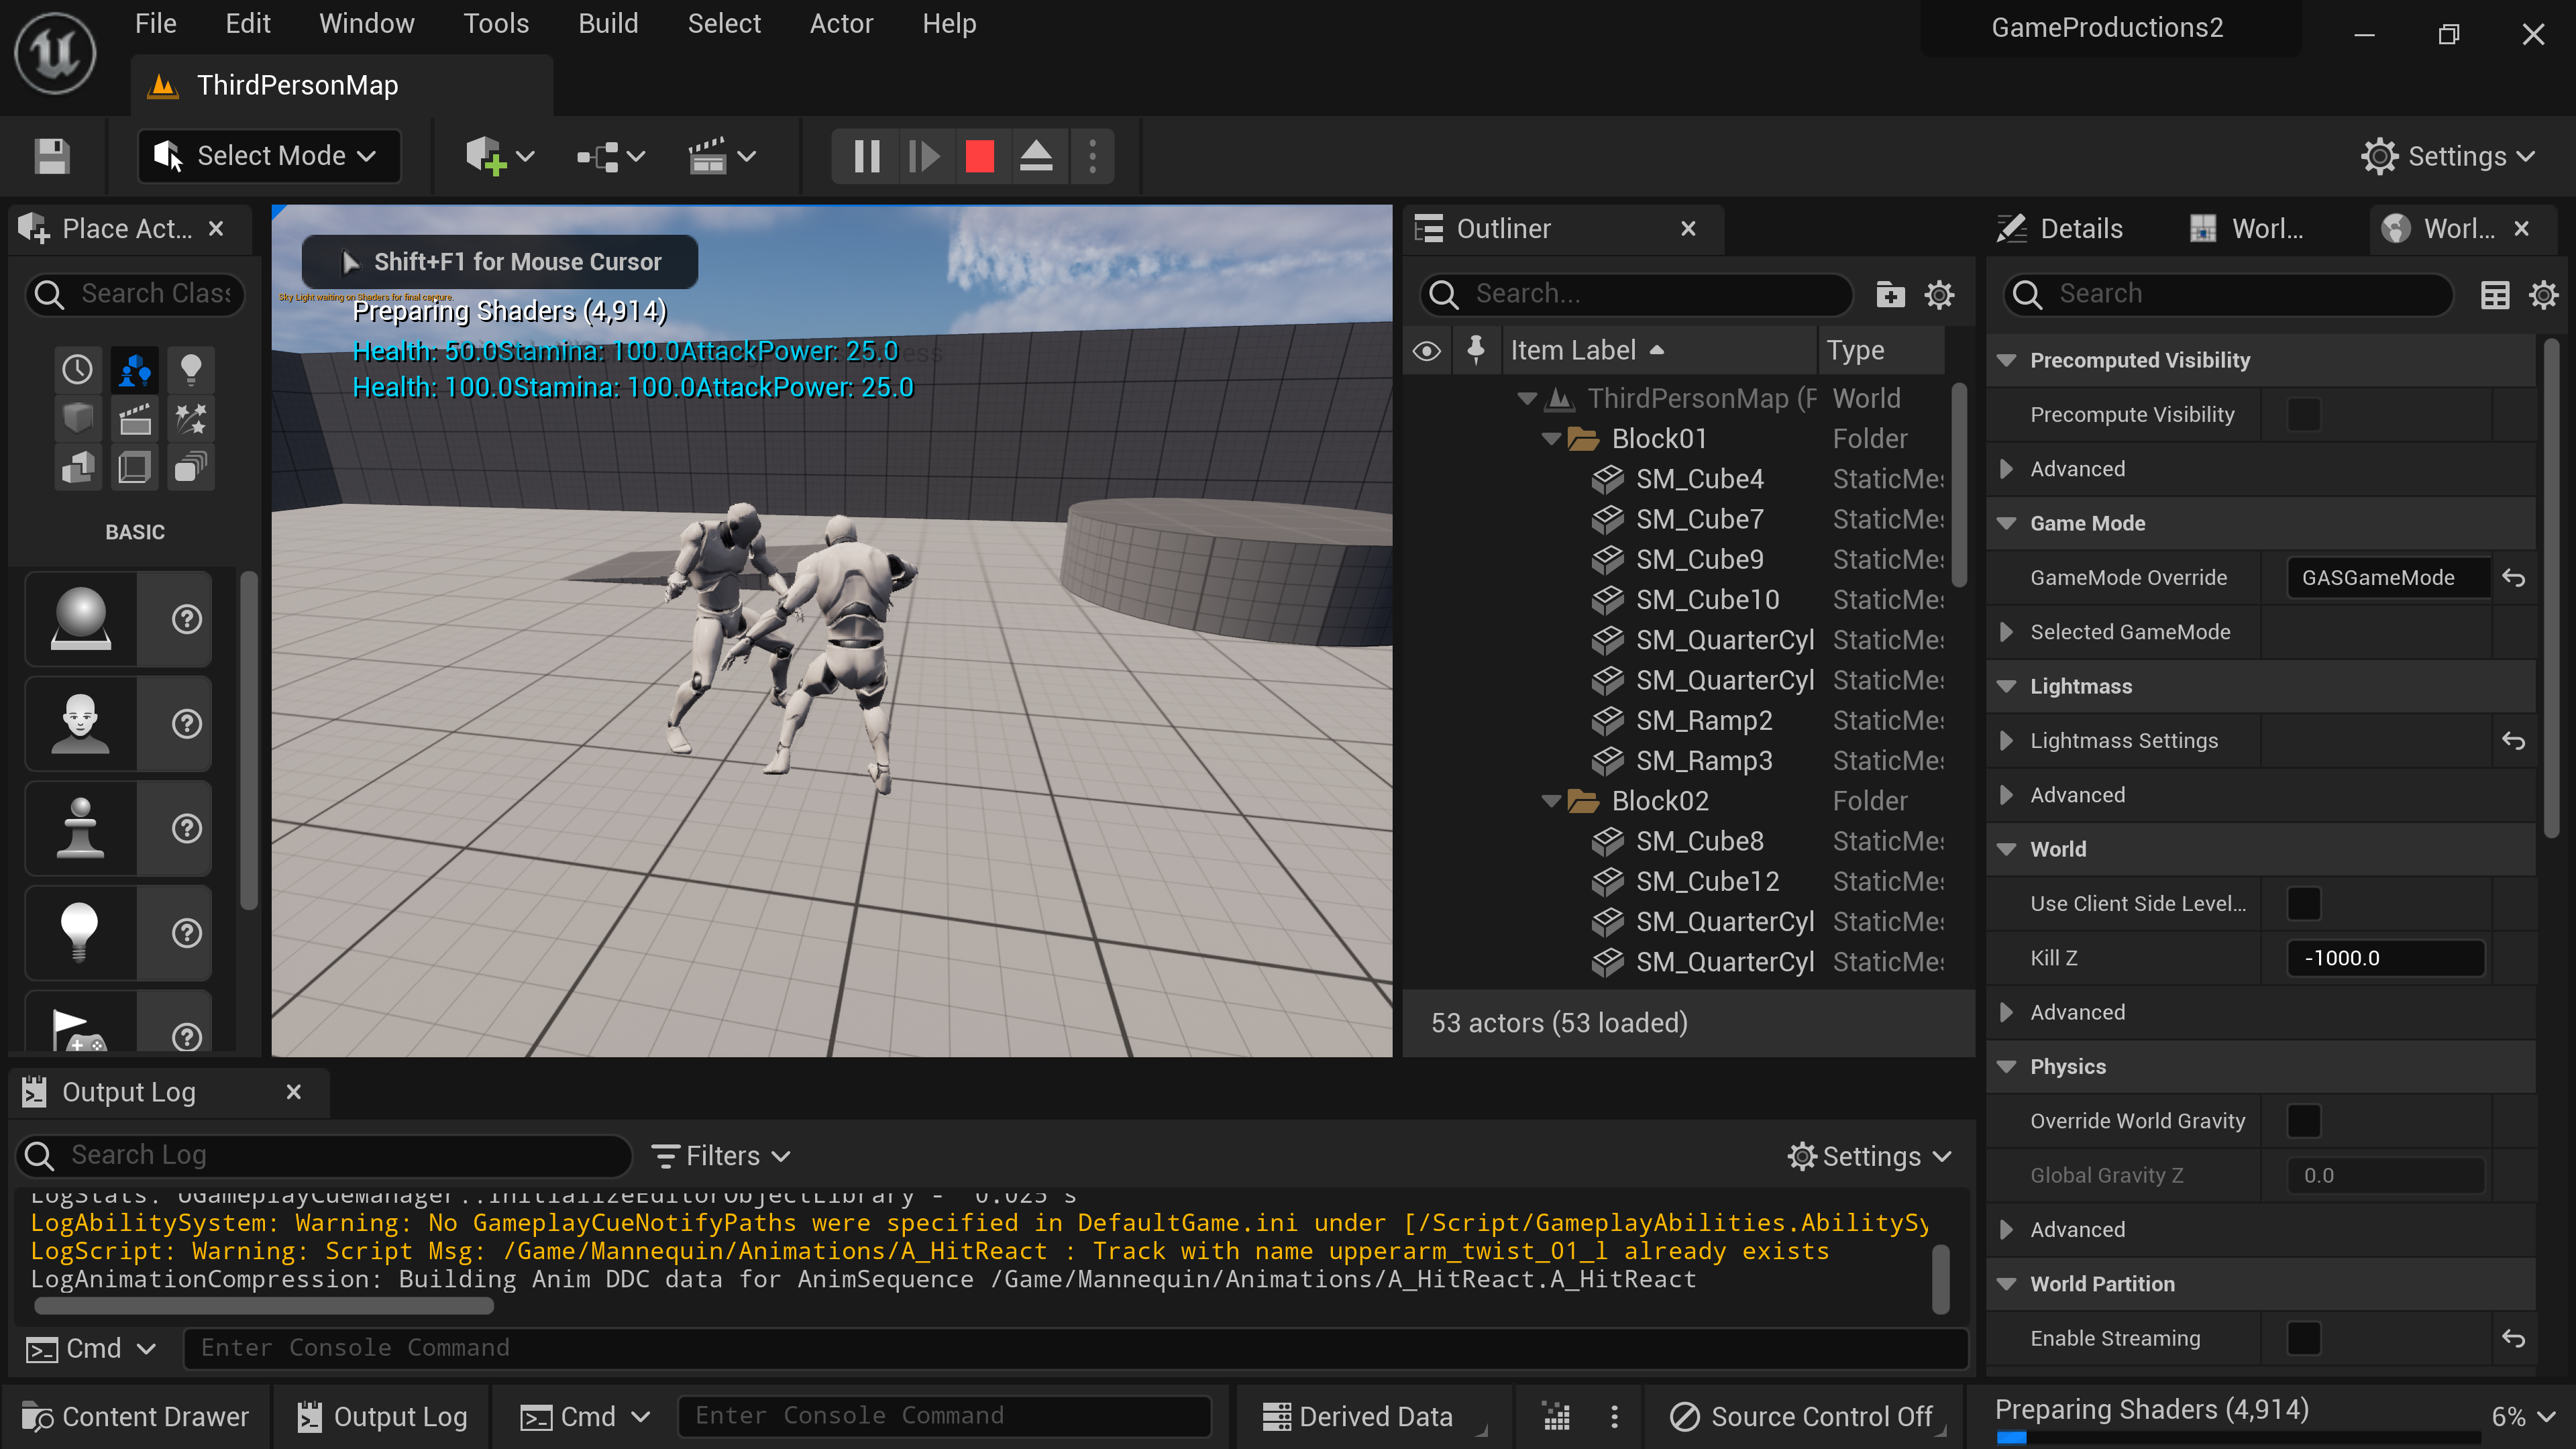 File Edit Window Tools Build Select Actor Help
GameProductions2
ThirdPersonMap
Select Mode
Settings
Place Act...
Search Clas
BASIC
Shift+F1 for Mouse Cursor
Sky Light waiting on Shaders for final capture.
Preparing Shaders (4,914)
Health: 50.0Stamina: 100.0AttackPower: 25.0
Health: 100.0Stamina: 100.0AttackPower: 25.0
Outliner
Search...
Item Label Type
ThirdPersonMap (P World
Block01 Folder
SM_Cube4 StaticMe
SM_Cube7 StaticMe
SM_Cube9 StaticMe
SM_Cube10 StaticMe
SM_QuarterCyl StaticMe
SM_QuarterCyl StaticMe
SM_Ramp2 StaticMe
SM_Ramp3 StaticMe
Block02 Folder
SM_Cube8 StaticMe
SM_Cube12 StaticMe
SM_QuarterCyl StaticMe
SM_QuarterCyl StaticMe
53 actors (53 loaded)
Details Worl... Worl...
Search
Precomputed Visibility
Precompute Visibility
Advanced
Game Mode
GameMode Override GASGameMode
Selected GameMode
Lightmass
Lightmass Settings
Advanced
World
Use Client Side Level...
Kill Z -1000.0
Advanced
Physics
Override World Gravity
Global Gravity Z 0.0
Advanced
World Partition
Enable Streaming
Output Log
Search Log
Filters
Settings
LogStats: UGameplayCueManager::InitializeEditorObjectLibrary - 0.025 s
LogAbilitySystem: Warning: No GameplayCueNotifyPaths were specified in DefaultGame.ini under [/Script/GameplayAbilities.AbilitySy
LogScript: Warning: Script Msg: /Game/Mannequin/Animations/A_HitReact : Track with name upperarm_twist_01_l already exists
LogAnimationCompression: Building Anim DDC data for AnimSequence /Game/Mannequin/Animations/A_HitReact.A_HitReact
Cmd Enter Console Command
Content Drawer Output Log Cmd Enter Console Command Derived Data Source Control Off
Preparing Shaders (4,914) 6%